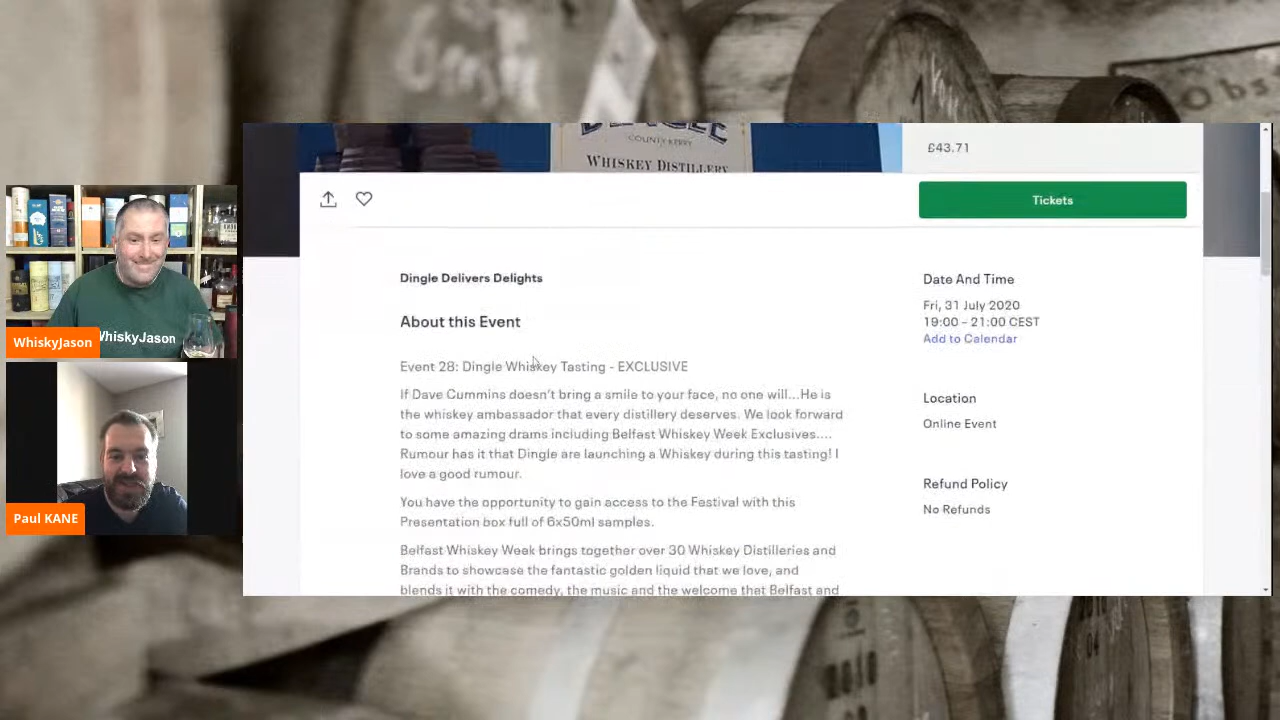 DINGLE
COUNTY KERRY
WHISKEY DISTILLERY
£43.71
Tickets
Dingle Delivers Delights
About this Event
Event 28: Dingle Whiskey Tasting - EXCLUSIVE
If Dave Cummins doesn't bring a smile to your face, no one will...He is
the whiskey ambassador that every distillery deserves. We look forward
to some amazing drams including Belfast Whiskey Week Exclusives....
Rumour has it that Dingle are launching a Whiskey during this tasting! I
love a good rumour.
You have the opportunity to gain access to the Festival with this
Presentation box full of 6x50ml samples.
Belfast Whiskey Week brings together over 30 Whiskey Distilleries and
Brands to showcase the fantastic golden liquid that we love, and
blends it with the comedy, the music and the welcome that Belfast and
Date And Time
Fri, 31 July 2020
19:00 – 21:00 CEST
Add to Calendar
Location
Online Event
Refund Policy
No Refunds
WhiskyJason
WhiskyJason
Paul KANE
2010
04